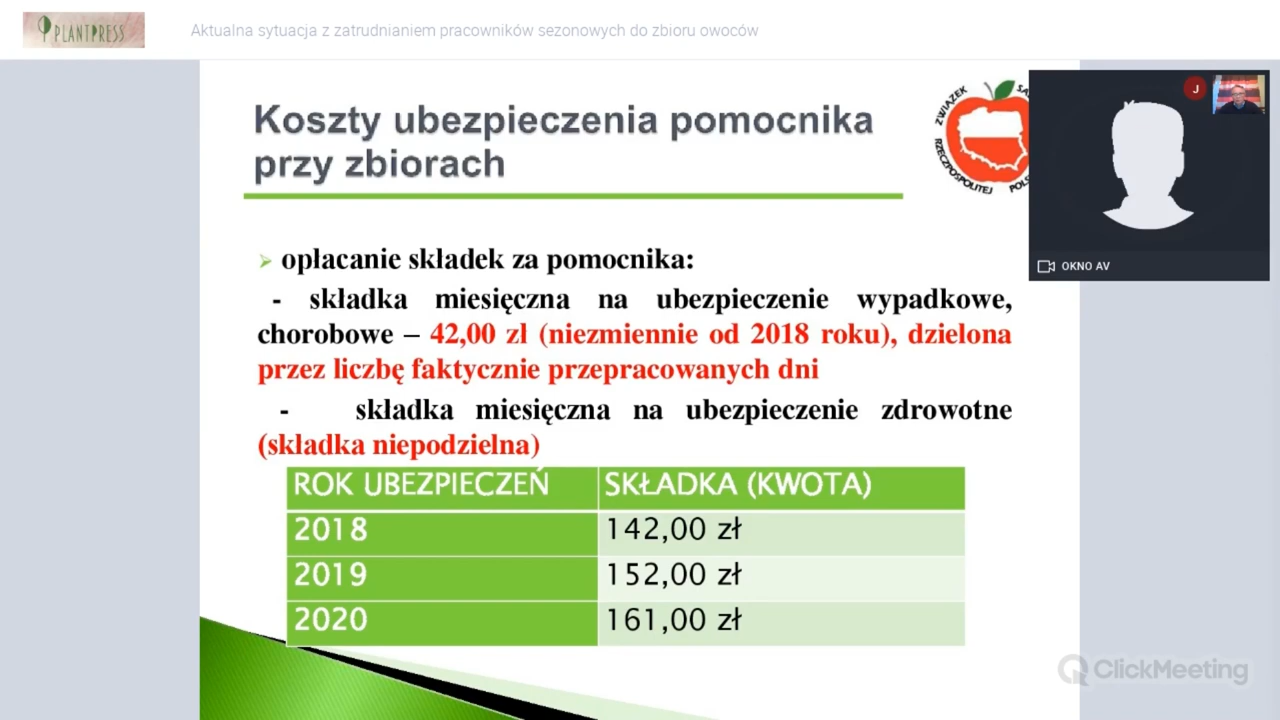 PLANTPRESS
Aktualna sytuacja z zatrudnianiem pracowników sezonowych do zbioru owoców
Koszty ubezpieczenia pomocnika
przy zbiorach
ZWIĄZEK SA
RZECZPOSPOLITEJ POL
J
OKNO AV
opłacanie składek za pomocnika:
- składka miesięczna na ubezpieczenie wypadkowe,
chorobowe – 42,00 zł (niezmiennie od 2018 roku), dzielona
przez liczbę faktycznie przepracowanych dni
- składka miesięczna na ubezpieczenie zdrowotne
(składka niepodzielna)
ROK UBEZPIECZEŃ SKŁADKA (KWOTA)
2018 142,00 zł
2019 152,00 zł
2020 161,00 zł
ClickMeeting